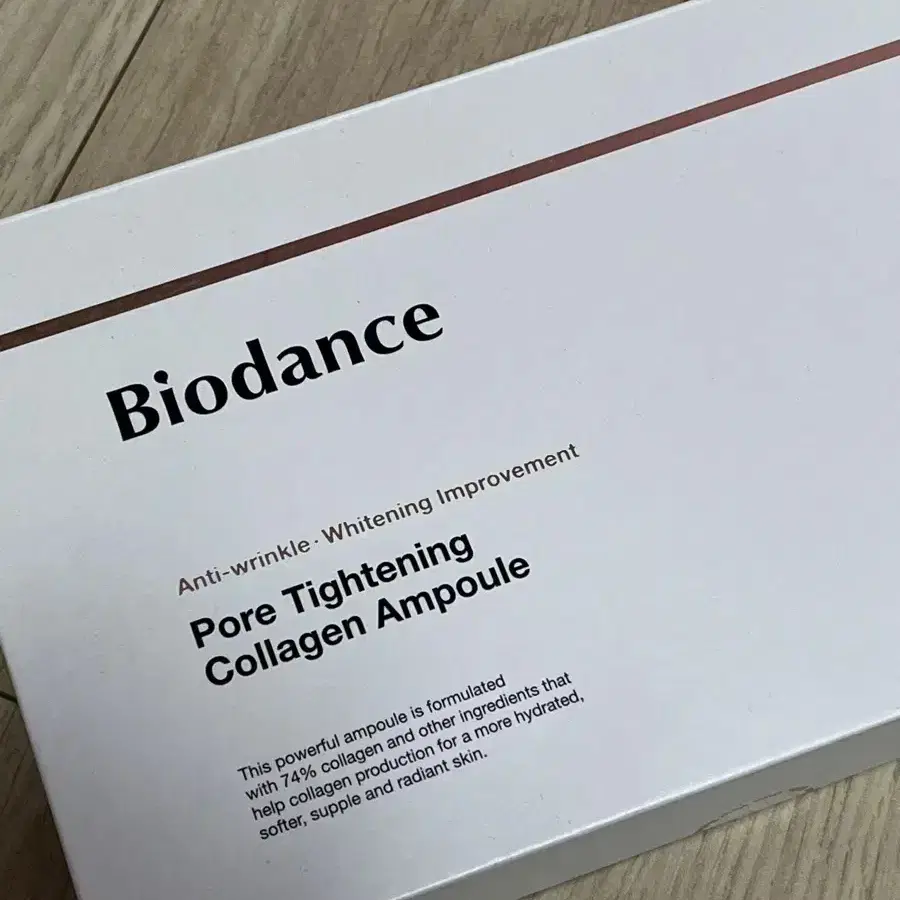 Biodance
Anti-wrinkle · Whitening Improvement
Pore Tightening
Collagen Ampoule
This powerful ampoule is formulated
with 74% collagen and other ingredients that
help collagen production for a more hydrated,
softer, supple and radiant skin.